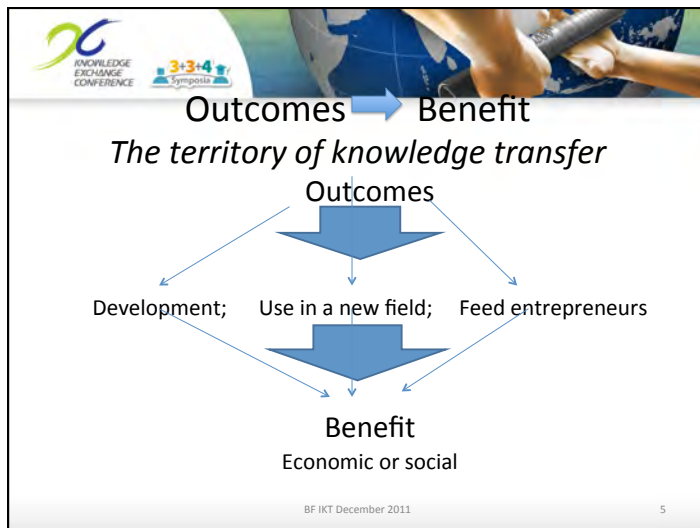 KNOWLEDGE
EXCHANGE
CONFERENCE
3+3+4
Symposia
Outcomes Benefit
The territory of knowledge transfer
Outcomes
Development; Use in a new field; Feed entrepreneurs
Benefit
Economic or social
BF IKT December 2011 5